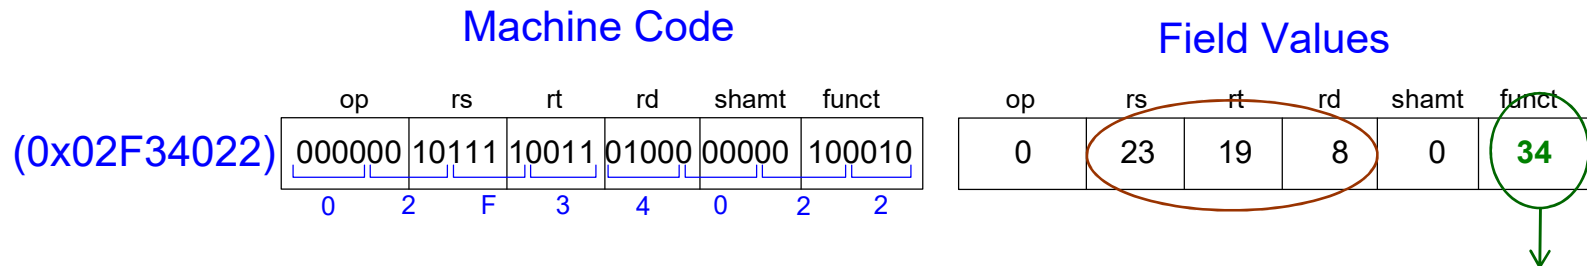 Machine Code
Field Values
op rs rt rd shamt funct
op rs rt rd shamt funct
(0x02F34022) 000000 10111 10011 01000 00000 100010
0 23 19 8 0 34
0 2 F 3 4 0 2 2